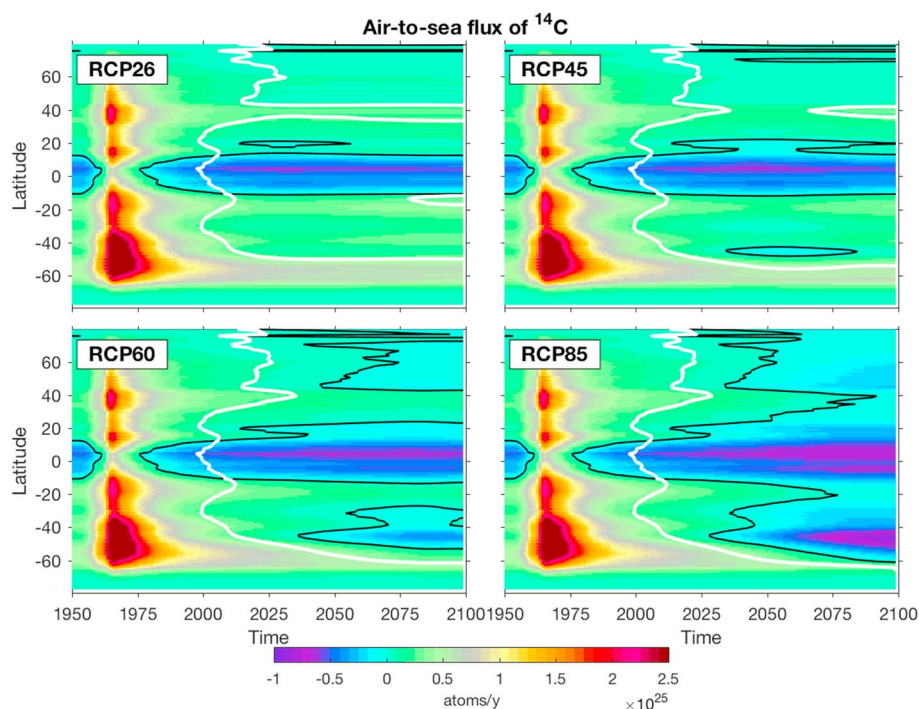 Air-to-sea flux of ¹⁴C
RCP26
RCP45
60
40
20
0
-20
-40
-60
Latitude
RCP60
RCP85
60
40
20
0
-20
-40
-60
Latitude
1950 1975 2000 2025 2050 2075 2100
1950 1975 2000 2025 2050 2075 2100
Time
Time
-1 -0.5 0 0.5 1 1.5 2 2.5
atoms/y
×10²⁵